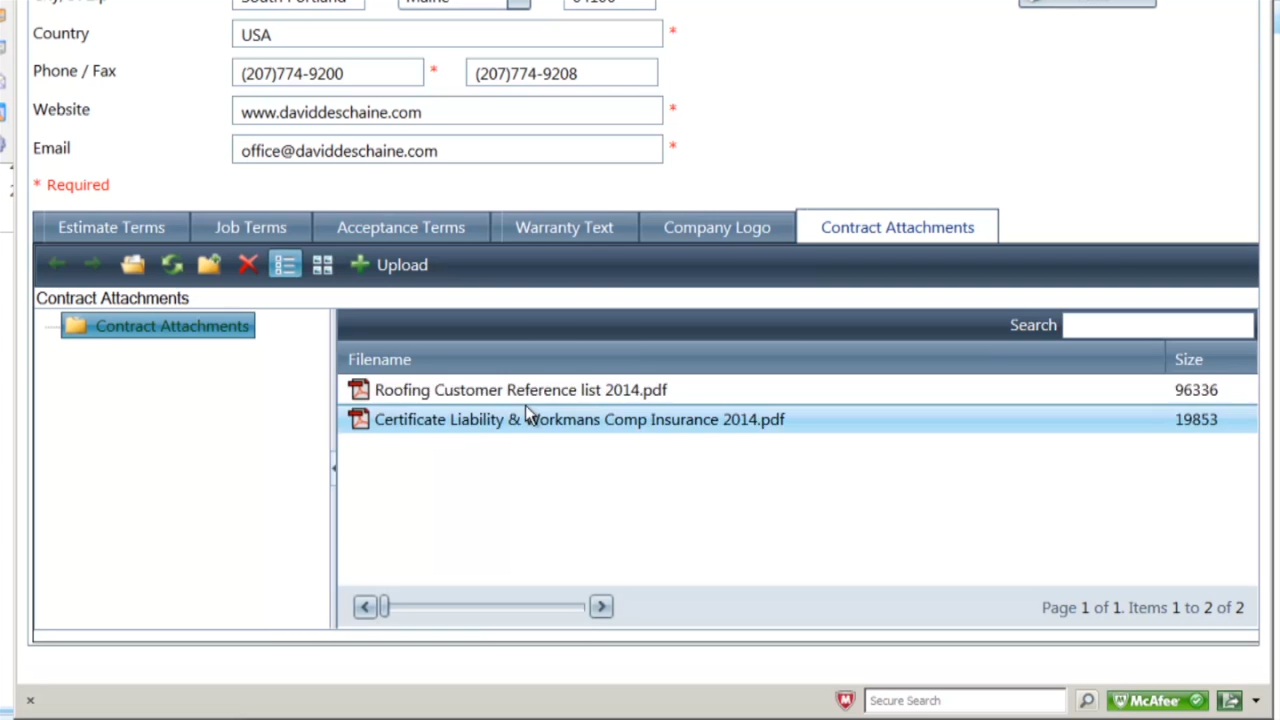 Country USA *
Phone / Fax (207)774-9200 * (207)774-9208
Website www.daviddeschaine.com *
Email office@daviddeschaine.com *
* Required
Estimate Terms Job Terms Acceptance Terms Warranty Text Company Logo Contract Attachments
Upload
Contract Attachments
Contract Attachments Search
Filename Size
Roofing Customer Reference list 2014.pdf 96336
Certificate Liability & Workmans Comp Insurance 2014.pdf 19853
Page 1 of 1. Items 1 to 2 of 2
Secure Search McAfee